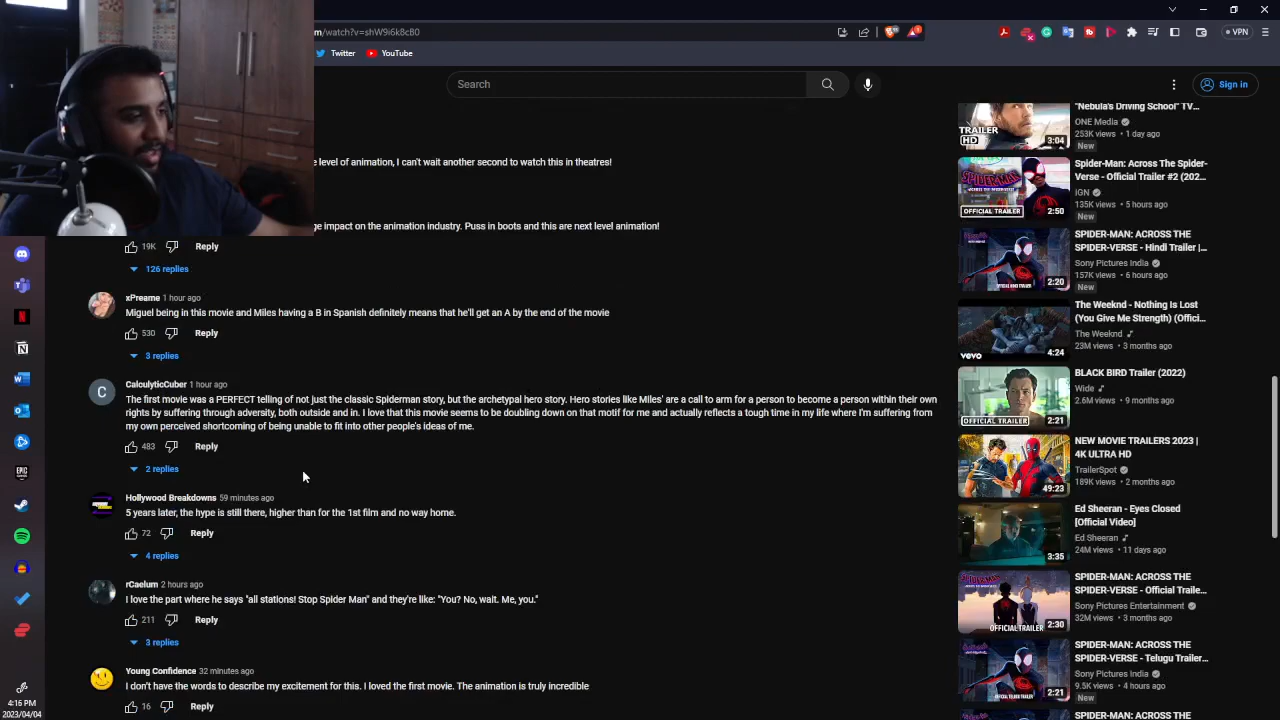 m/watch?v=shW9i6k8cB0
Twitter
YouTube
VPN
Search
Sign in
e level of animation, I can't wait another second to watch this in theatres!
ge impact on the animation industry. Puss in boots and this are next level animation!
19K
Reply
126 replies
xPreame 1 hour ago
Miguel being in this movie and Miles having a B in Spanish definitely means that he'll get an A by the end of the movie
530
Reply
3 replies
C
CalculyticCuber 1 hour ago
The first movie was a PERFECT telling of not just the classic Spiderman story, but the archetypal hero story. Hero stories like Miles' are a call to arm for a person to become a person within their own
rights by suffering through adversity, both outside and in. I love that this movie seems to be doubling down on that motif for me and actually reflects a tough time in my life where I'm suffering from
my own perceived shortcoming of being unable to fit into other people's ideas of me.
483
Reply
2 replies
Hollywood Breakdowns 59 minutes ago
5 years later, the hype is still there, higher than for the 1st film and no way home.
72
Reply
4 replies
rCaelum 2 hours ago
I love the part where he says "all stations! Stop Spider Man" and they're like: "You? No, wait. Me, you."
211
Reply
3 replies
Young Confidence 32 minutes ago
I don't have the words to describe my excitement for this. I loved the first movie. The animation is truly incredible
16
Reply
TRAILER
HD
3:04
"Nebula's Driving School" TV...
ONE Media
253K views • 1 day ago
New
SPIDER-MAN
OFFICIAL TRAILER
2:50
Spider-Man: Across The Spider-
Verse - Official Trailer #2 (202...
IGN
135K views • 5 hours ago
New
2:20
SPIDER-MAN: ACROSS THE
SPIDER-VERSE - Hindi Trailer |...
Sony Pictures India
157K views • 6 hours ago
New
vevo
4:24
The Weeknd - Nothing Is Lost
(You Give Me Strength) (Offici...
The Weeknd
23M views • 3 months ago
OFFICIAL TRAILER
2:21
BLACK BIRD Trailer (2022)
Wide
2.6M views • 9 months ago
49:23
NEW MOVIE TRAILERS 2023 |
4K ULTRA HD
TrailerSpot
189K views • 2 months ago
3:35
Ed Sheeran - Eyes Closed
[Official Video]
Ed Sheeran
24M views • 11 days ago
SPIDER-MAN
OFFICIAL TRAILER
2:30
SPIDER-MAN: ACROSS THE
SPIDER-VERSE - Official Traile...
Sony Pictures Entertainment
32M views • 3 months ago
2:21
SPIDER-MAN: ACROSS THE
SPIDER-VERSE - Telugu Trailer...
Sony Pictures India
9.5K views • 4 hours ago
New
SPIDER-MAN: ACROSS THE
EPIC
4:16 PM
2023/04/04